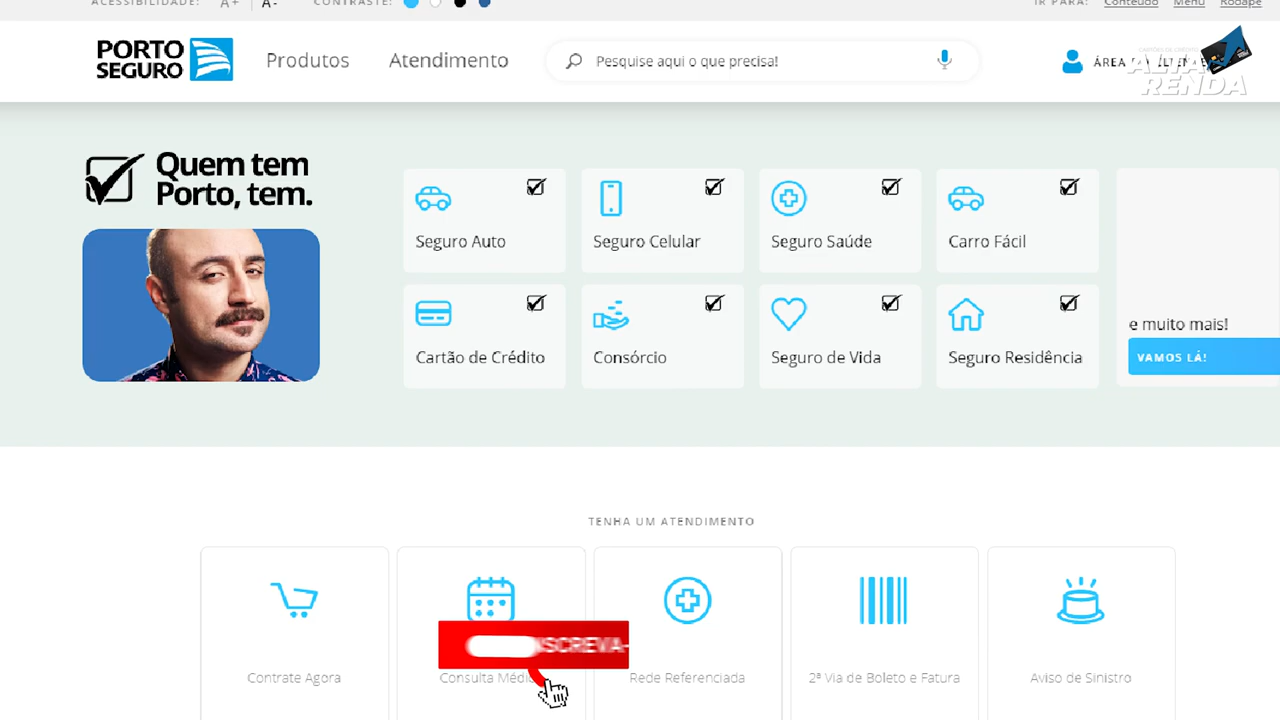 ACESSIBILIDADE: A+ A- CONTRASTE: IR PARA: Conteúdo Menu Rodapé
PORTO
SEGURO
Produtos Atendimento Pesquise aqui o que precisa!
ALTA
RENDA
Quem tem
Porto, tem.
Seguro Auto Seguro Celular Seguro Saúde Carro Fácil
e muito mais!
Cartão de Crédito Consórcio Seguro de Vida Seguro Residência VAMOS LÁ!
TENHA UM ATENDIMENTO
Contrate Agora Rede Referenciada 2ª Via de Boleto e Fatura Aviso de Sinistro
Consulta